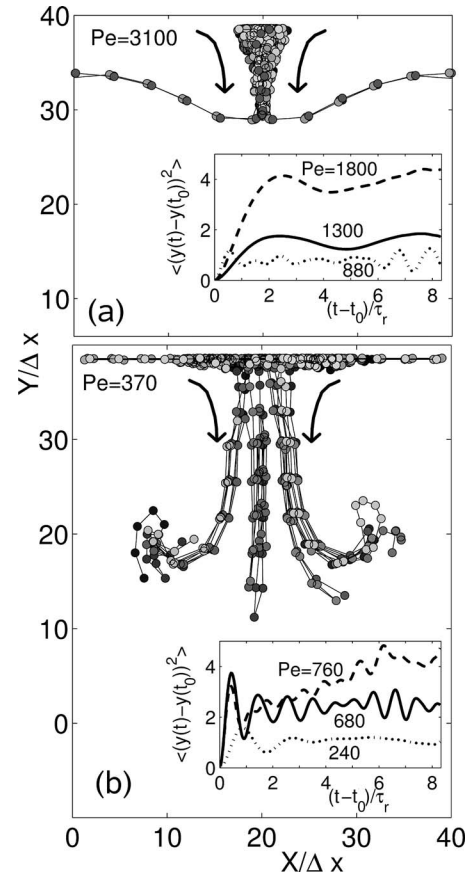 40
Pe=3100
30
<(y(t)-y(t₀))²>
4
Pe=1800
2
1300
880
0
0 2 4 6 8
(t-t₀)/τᵣ
20
10
(a)
Y/Δ x
Pe=370
30
20
10
<(y(t)-y(t₀))²>
4
Pe=760
2
680
240
0
0 2 4 6 8
(t-t₀)/τᵣ
0
(b)
0 10 20 30 40
X/Δ x